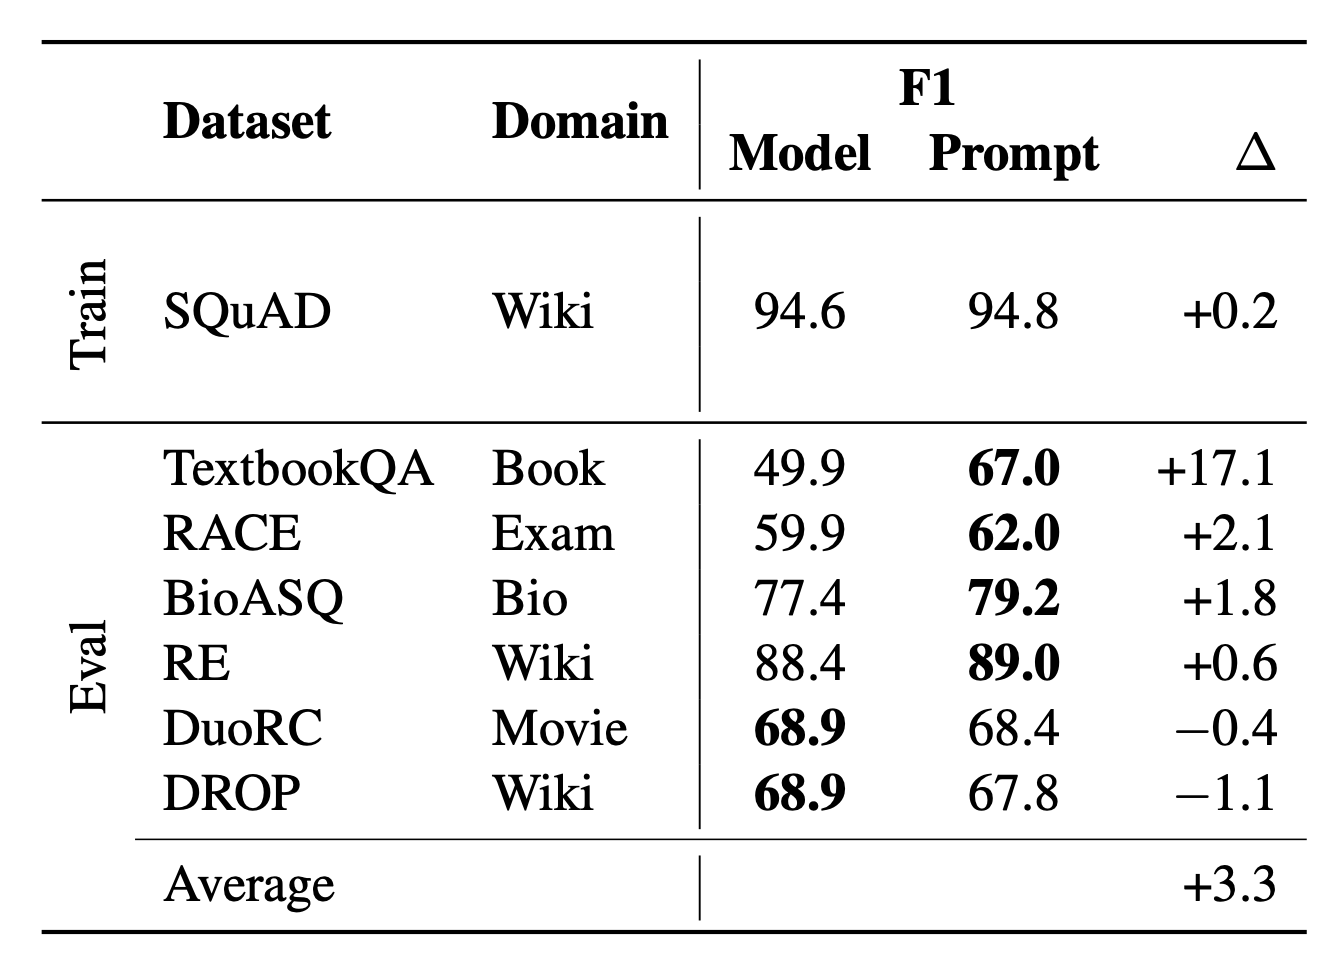 Dataset Domain F1
Model Prompt Δ
Train SQuAD Wiki 94.6 94.8 +0.2
Eval
TextbookQA Book 49.9 67.0 +17.1
RACE Exam 59.9 62.0 +2.1
BioASQ Bio 77.4 79.2 +1.8
RE Wiki 88.4 89.0 +0.6
DuoRC Movie 68.9 68.4 −0.4
DROP Wiki 68.9 67.8 −1.1
Average +3.3